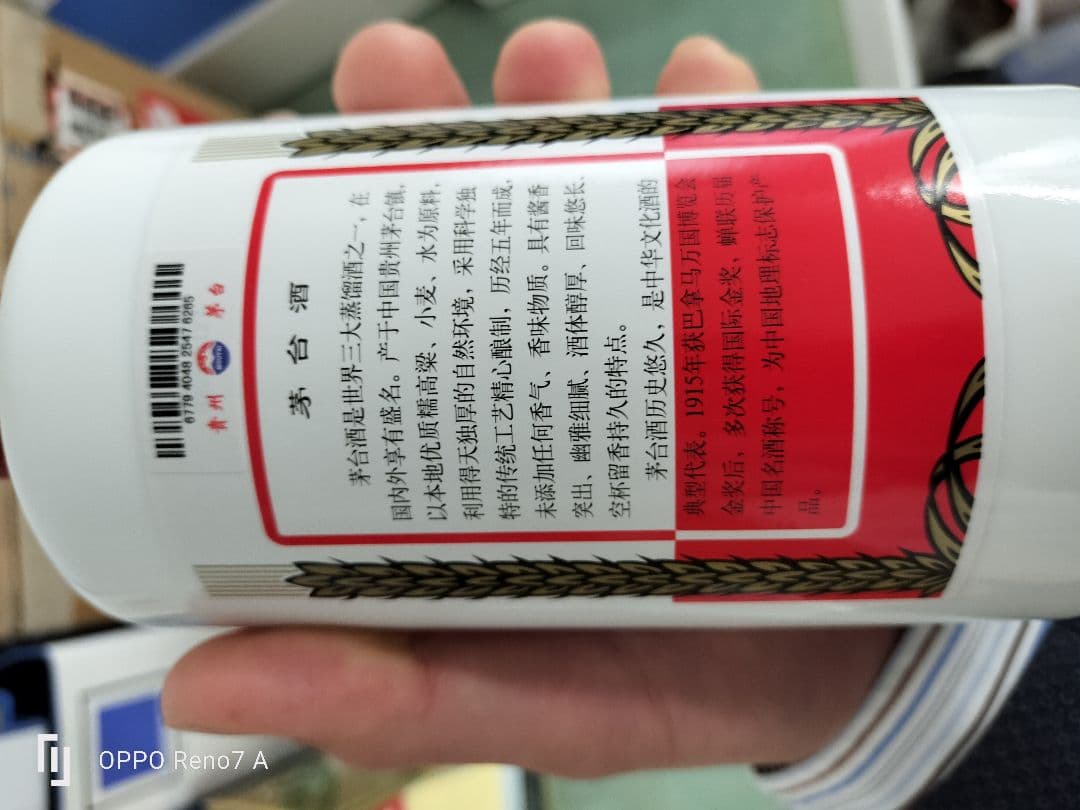 6779 4048 2547 6285
贵州 茅台
MOUTAI
茅台酒
茅台酒是世界三大蒸馏酒之一，在
国内外享有盛名。产于中国贵州茅台镇，
以本地优质糯高粱、小麦、水为原料，
利用得天独厚的自然环境，采用科学独
特的传统工艺精心酿制，历经五年而成，
未添加任何香气、香味物质。具有酱香
突出、幽雅细腻、酒体醇厚、回味悠长、
空杯留香持久的特点。
茅台酒历史悠久，是中华文化酒的
典型代表。1915年获巴拿马万国博览会
金奖后，多次获得国际金奖，蝉联历届
中国名酒称号，为中国地理标志保护产
品。
OPPO Reno7 A